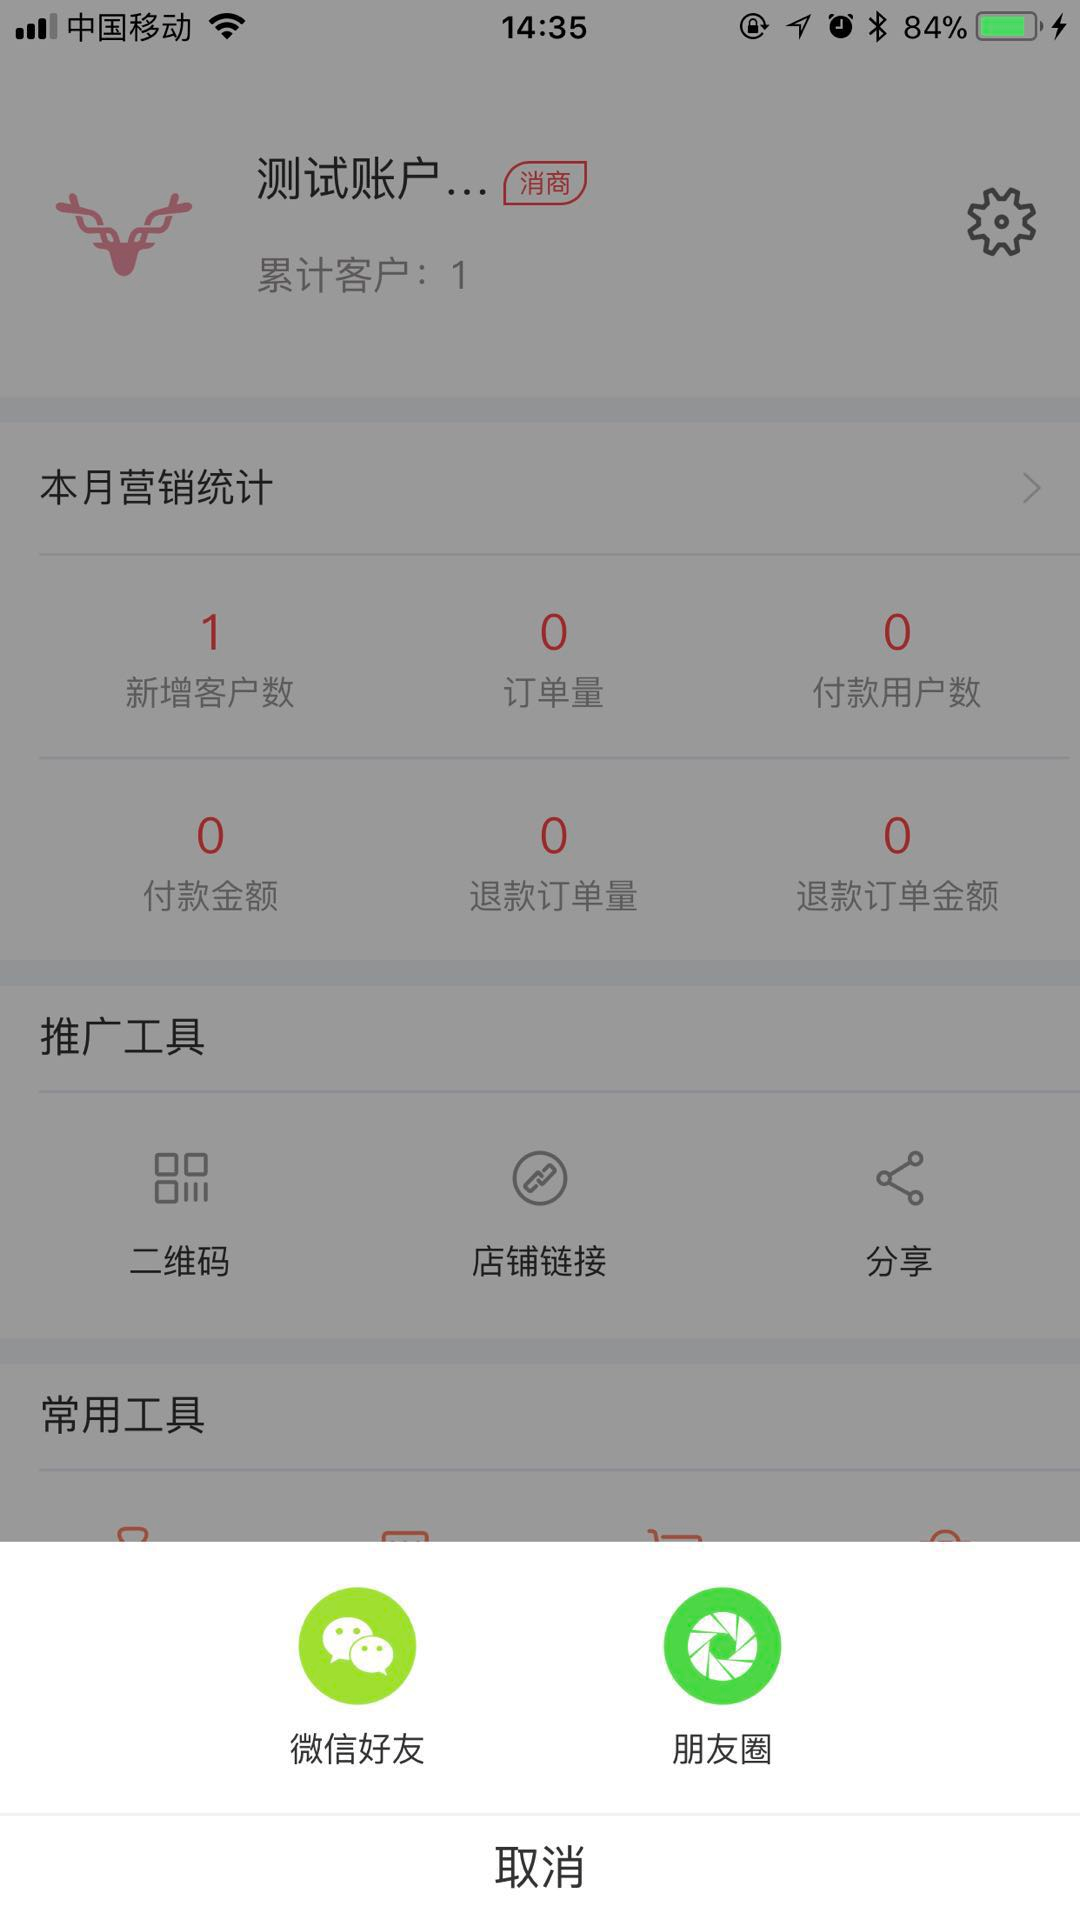 中国移动 14:35 84%
测试账户... 消商
累计客户：1
本月营销统计
1 0 0
新增客户数 订单量 付款用户数
0 0 0
付款金额 退款订单量 退款订单金额
推广工具
二维码 店铺链接 分享
常用工具
微信好友 朋友圈
取消